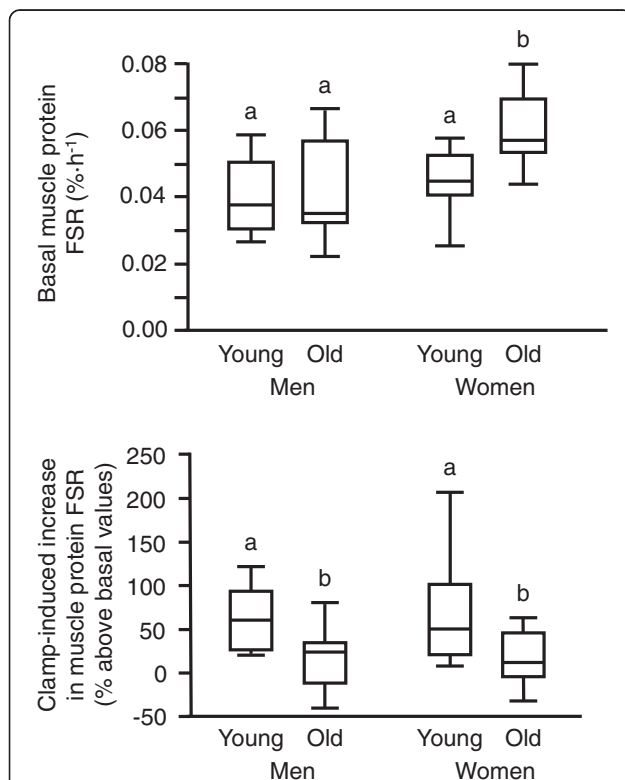 Basal muscle protein
FSR (%·h-1)
0.08
0.06
0.04
0.02
0.00
a
a
a
b
Young Old Young Old
Men Women
Clamp-induced increase
in muscle protein FSR
(% above basal values)
250
200
150
100
50
0
-50
a
b
a
b
Young Old Young Old
Men Women